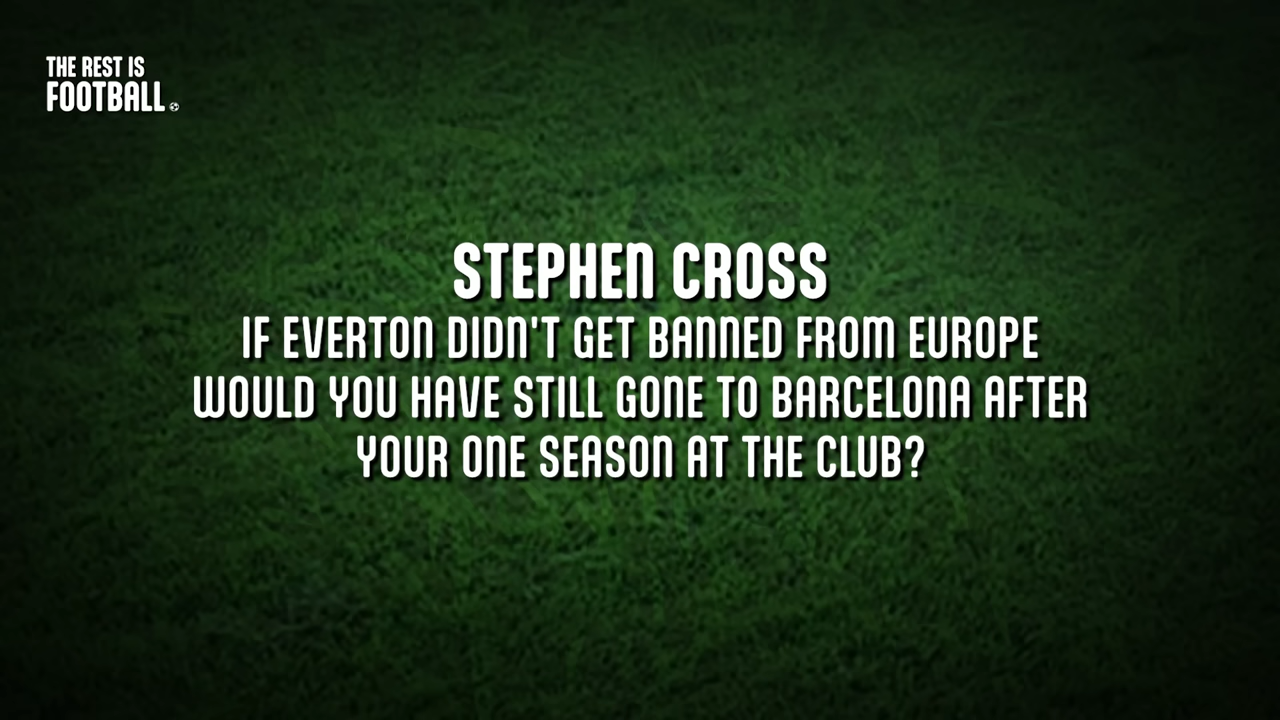 THE REST IS
FOOTBALL
STEPHEN CROSS
IF EVERTON DIDN'T GET BANNED FROM EUROPE
WOULD YOU HAVE STILL GONE TO BARCELONA AFTER
YOUR ONE SEASON AT THE CLUB?